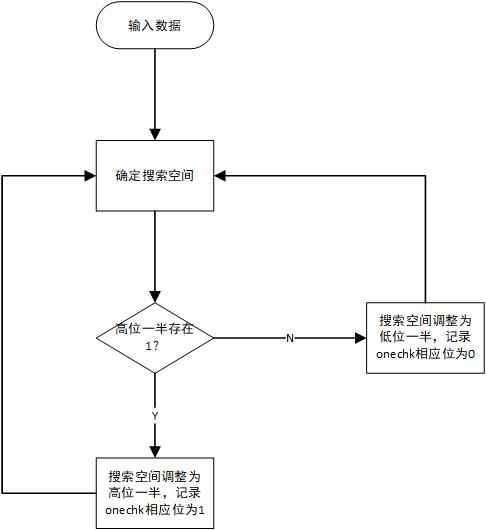 输入数据
确定搜索空间
高位一半存在
1?
N
搜索空间调整为
低位一半，记录
onechk相应位为0
Y
搜索空间调整为
高位一半，记录
onechk相应位为1